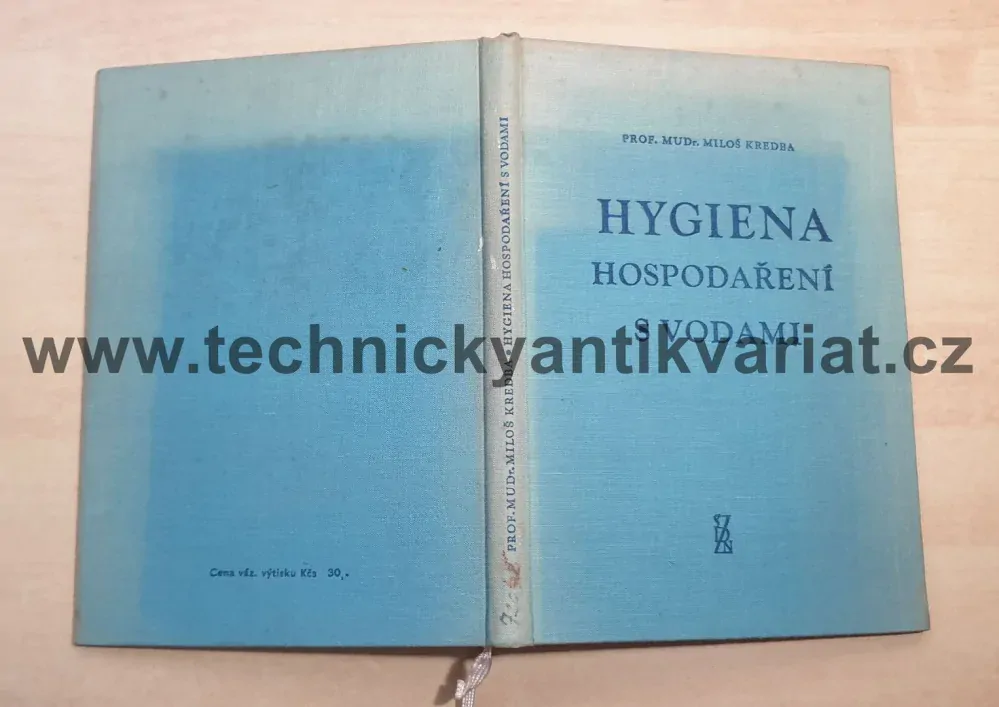 PROF. MUDr. MILOŠ KREDBA
HYGIENA
HOSPODAŘENÍ
S VODAMI
PROF. MUDr. MILOŠ KREDBA - HYGIENA HOSPODAŘENÍ S VODAMI
Cena váz. výtisku Kčs 30,-
www.technickyantikvariat.cz